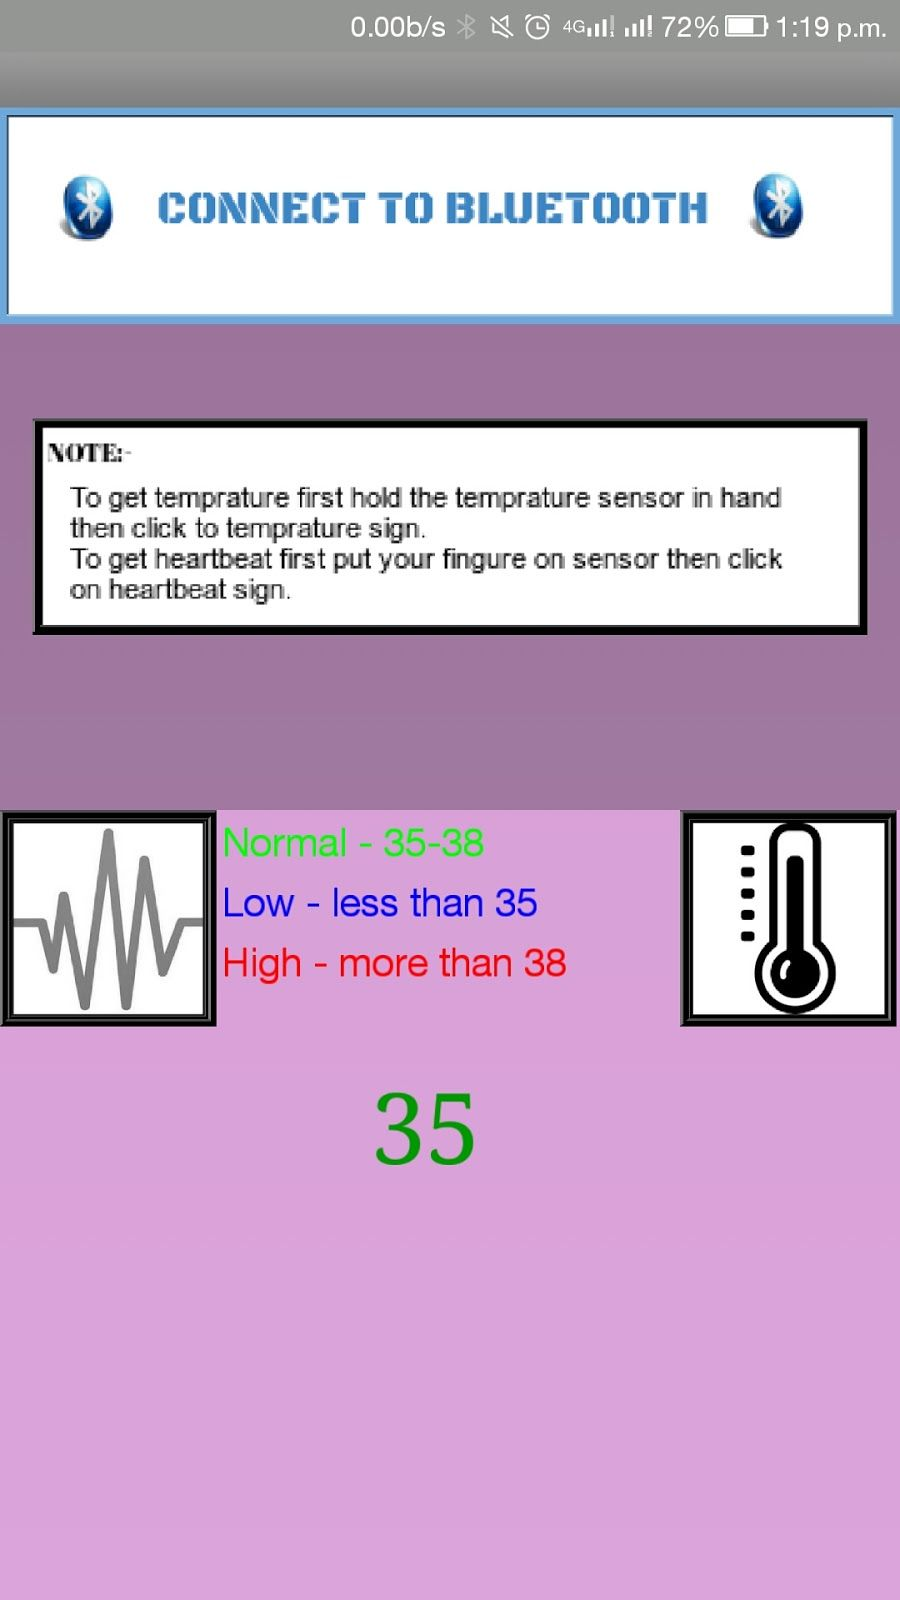 0.00b/s 4G 72% 1:19 p.m.
CONNECT TO BLUETOOTH
NOTE:-
To get temprature first hold the temprature sensor in hand
then click to temprature sign.
To get heartbeat first put your fingure on sensor then click
on heartbeat sign.
Normal - 35-38
Low - less than 35
High - more than 38
35